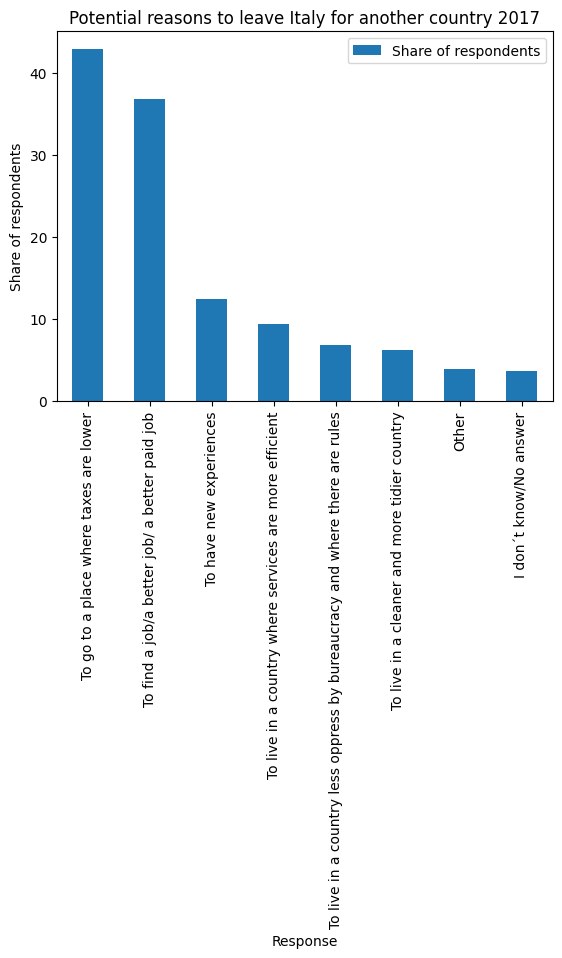 Potential reasons to leave Italy for another country 2017
Share of respondents
Share of respondents
40
30
20
10
0
To go to a place where taxes are lower
To find a job/a better job/ a better paid job
To have new experiences
To live in a country where services are more efficient
To live in a country less oppress by bureaucracy and where there are rules
To live in a cleaner and more tidier country
Other
I don´t know/No answer
Response